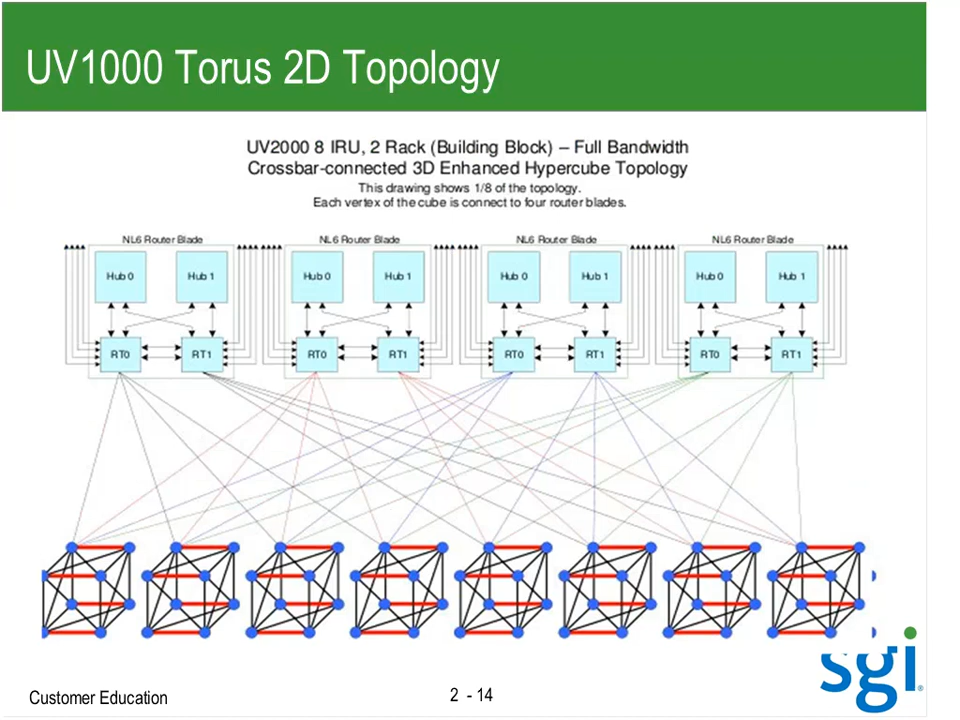 UV1000 Torus 2D Topology
UV2000 8 IRU, 2 Rack (Building Block) – Full Bandwidth
Crossbar-connected 3D Enhanced Hypercube Topology
This drawing shows 1/8 of the topology.
Each vertex of the cube is connect to four router blades.
NL6 Router Blade NL6 Router Blade NL6 Router Blade NL6 Router Blade
Hub 0 Hub 1 Hub 0 Hub 1 Hub 0 Hub 1 Hub 0 Hub 1
RT0 RT1 RT0 RT1 RT0 RT1 RT0 RT1
sgi®
Customer Education 2 - 14